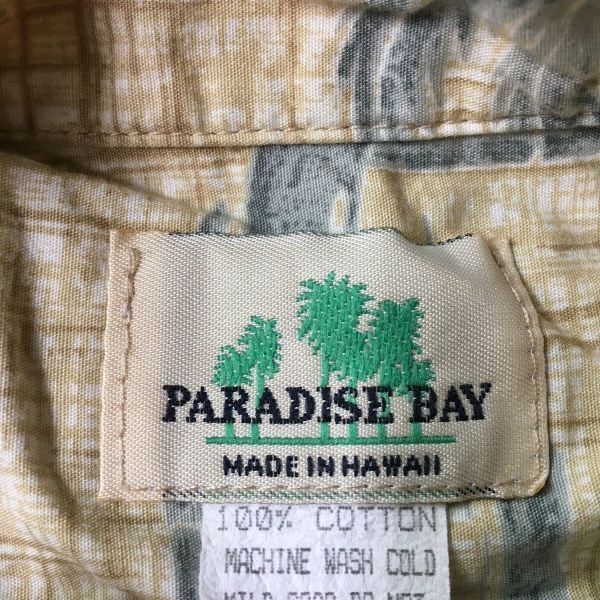 PARADISE BAY
MADE IN HAWAII
100% COTTON
MACHINE WASH COLD